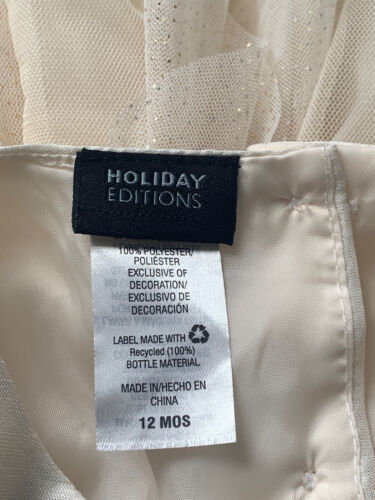 HOLIDAY
EDITIONS
100% POLYESTER/
POLIÉSTER
EXCLUSIVE OF
DECORATION/
EXCLUSIVO DE
DECORACIÓN
LABEL MADE WITH
Recycled (100%)
BOTTLE MATERIAL
MADE IN/HECHO EN
CHINA
12 MOS